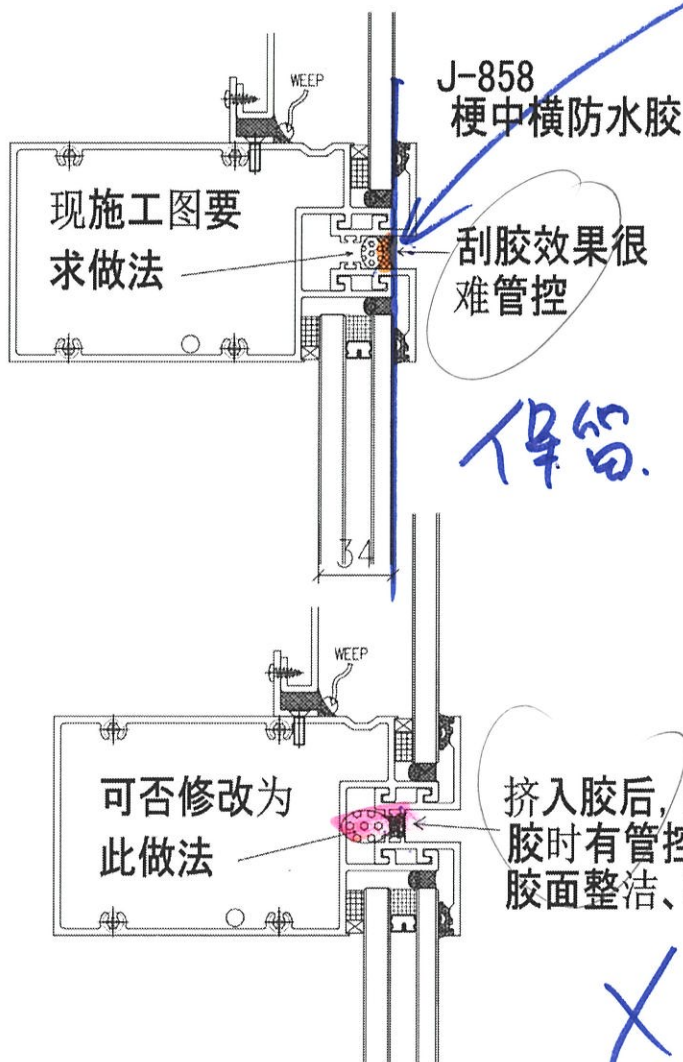 WEEP
J-858
梗中横防水胶
现施工图要
求做法
刮胶效果很
难管控
保留.
34
WEEP
可否修改为
此做法
挤入胶后,
胶时有管控
胶面整洁、
X